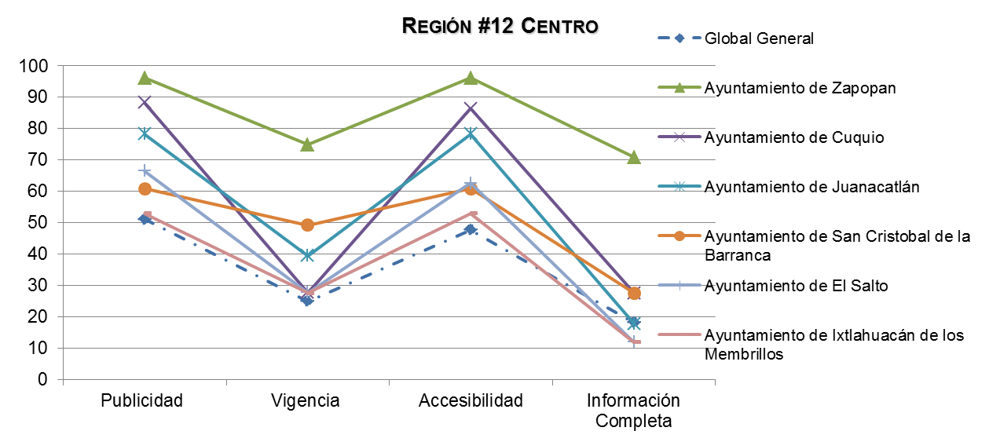 REGIÓN #12 CENTRO
Global General
Ayuntamiento de Zapopan
Ayuntamiento de Cuquio
Ayuntamiento de Juanacatlán
Ayuntamiento de San Cristobal de la
Barranca
Ayuntamiento de El Salto
Ayuntamiento de Ixtlahuacán de los
Membrillos
100
90
80
70
60
50
40
30
20
10
0
Publicidad
Vigencia
Accesibilidad
Información
Completa